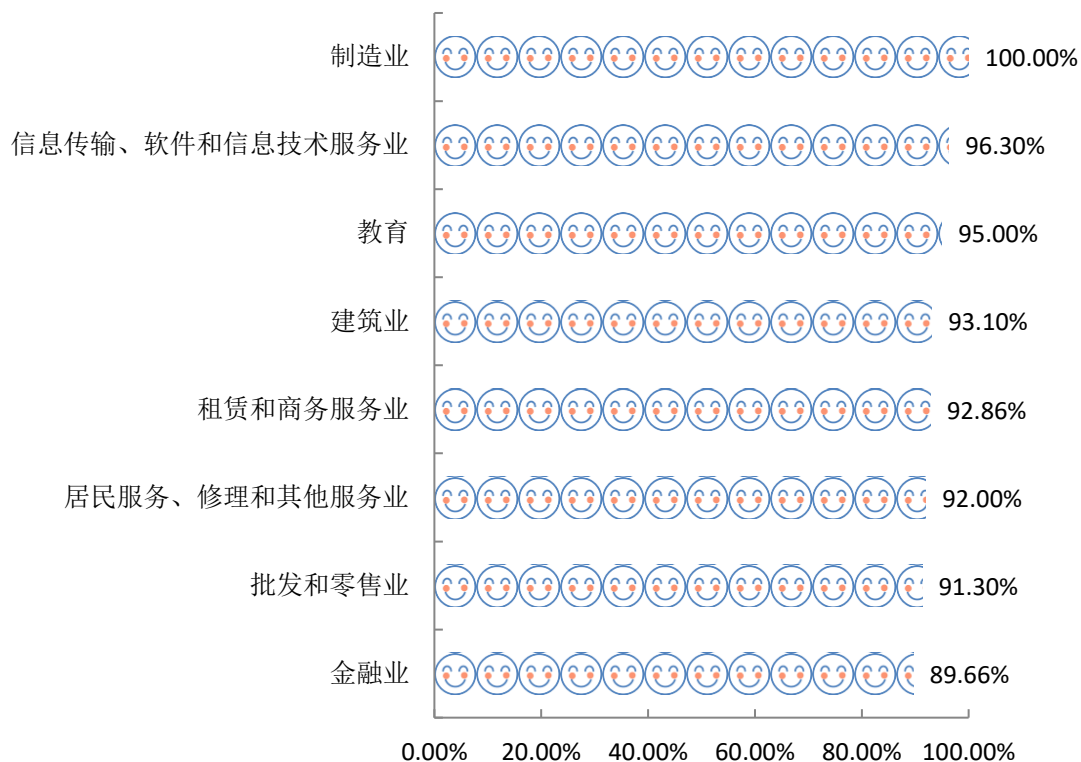 制造业 100.00%
信息传输、软件和信息技术服务业 96.30%
教育 95.00%
建筑业 93.10%
租赁和商务服务业 92.86%
居民服务、修理和其他服务业 92.00%
批发和零售业 91.30%
金融业 89.66%
0.00% 20.00% 40.00% 60.00% 80.00% 100.00%